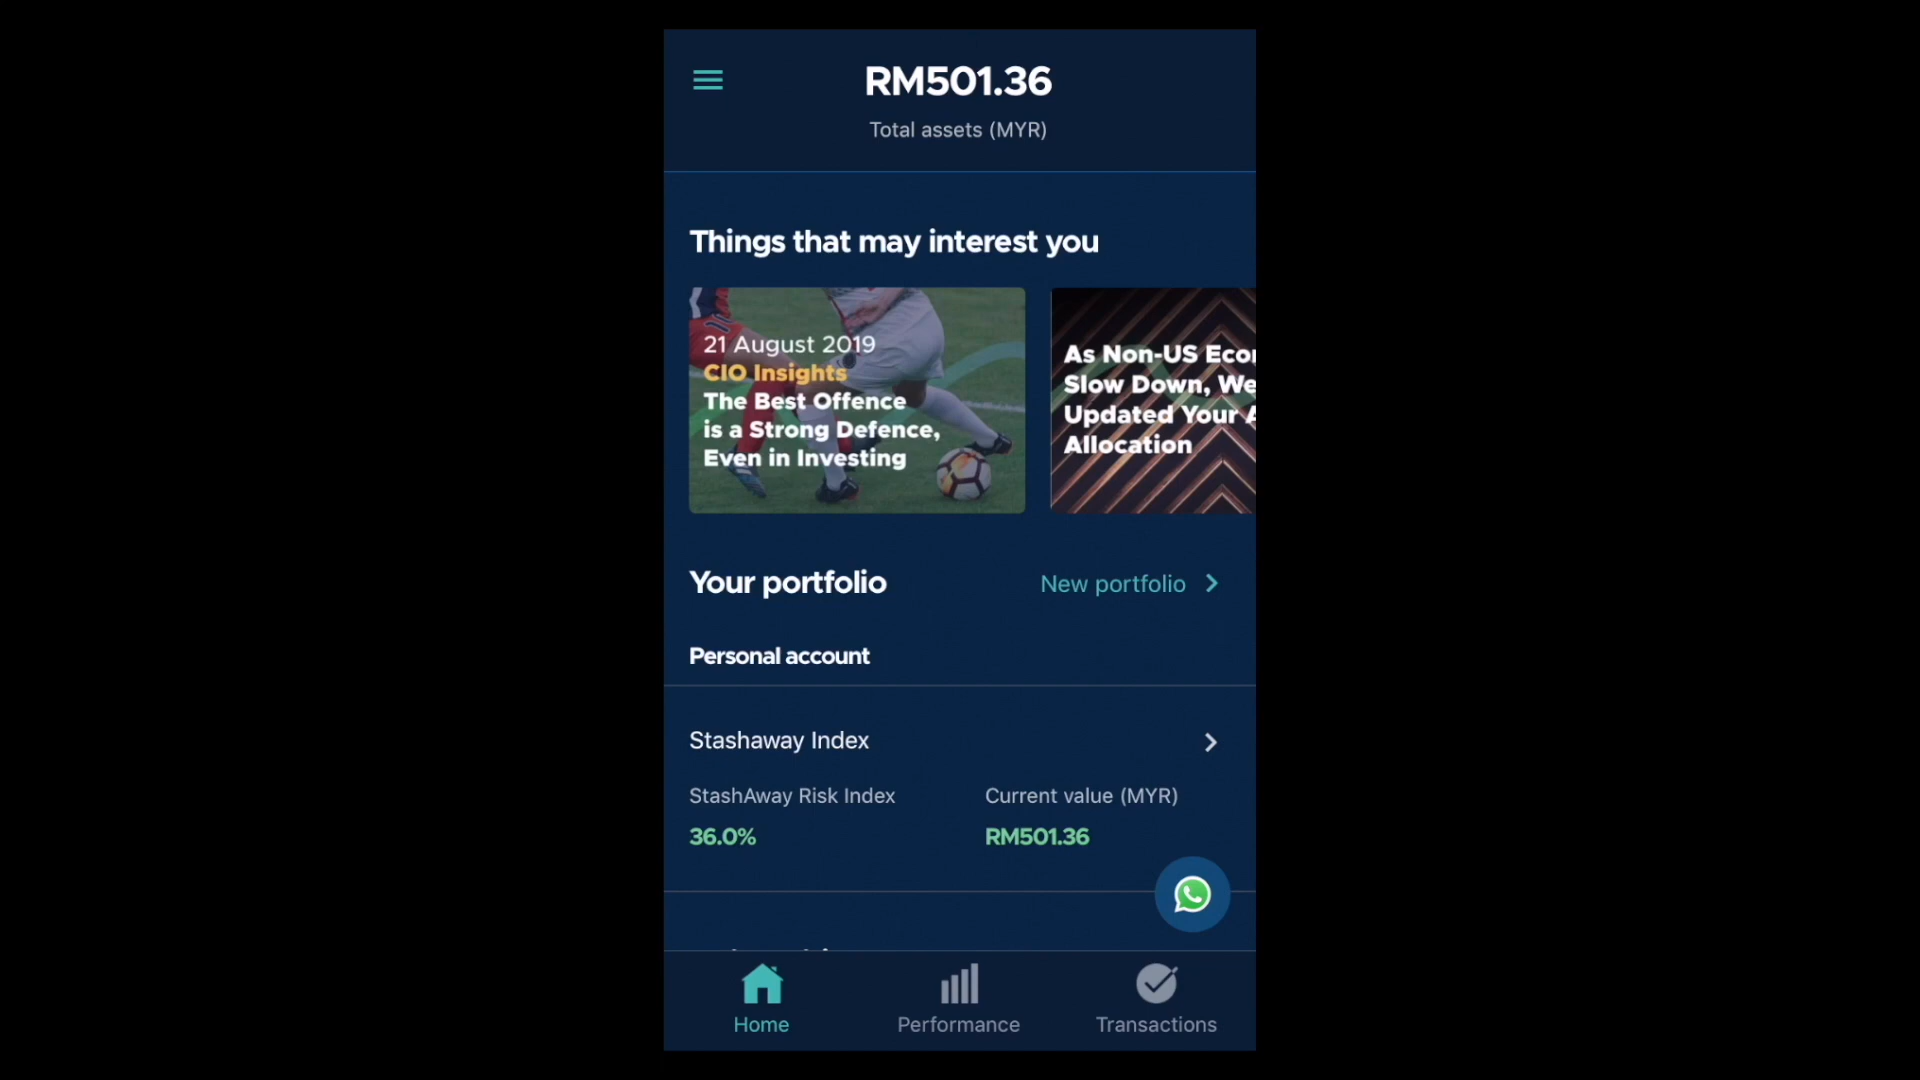 RM501.36
Total assets (MYR)
Things that may interest you
21 August 2019
CIO Insights
The Best Offence
is a Strong Defence,
Even in Investing
As Non-US
Slow Down, We
Updated Your
Allocation
Your portfolio
New portfolio
Personal account
Stashaway Index
StashAway Risk Index
Current value (MYR)
36.0%
RM501.36
Home
Performance
Transactions